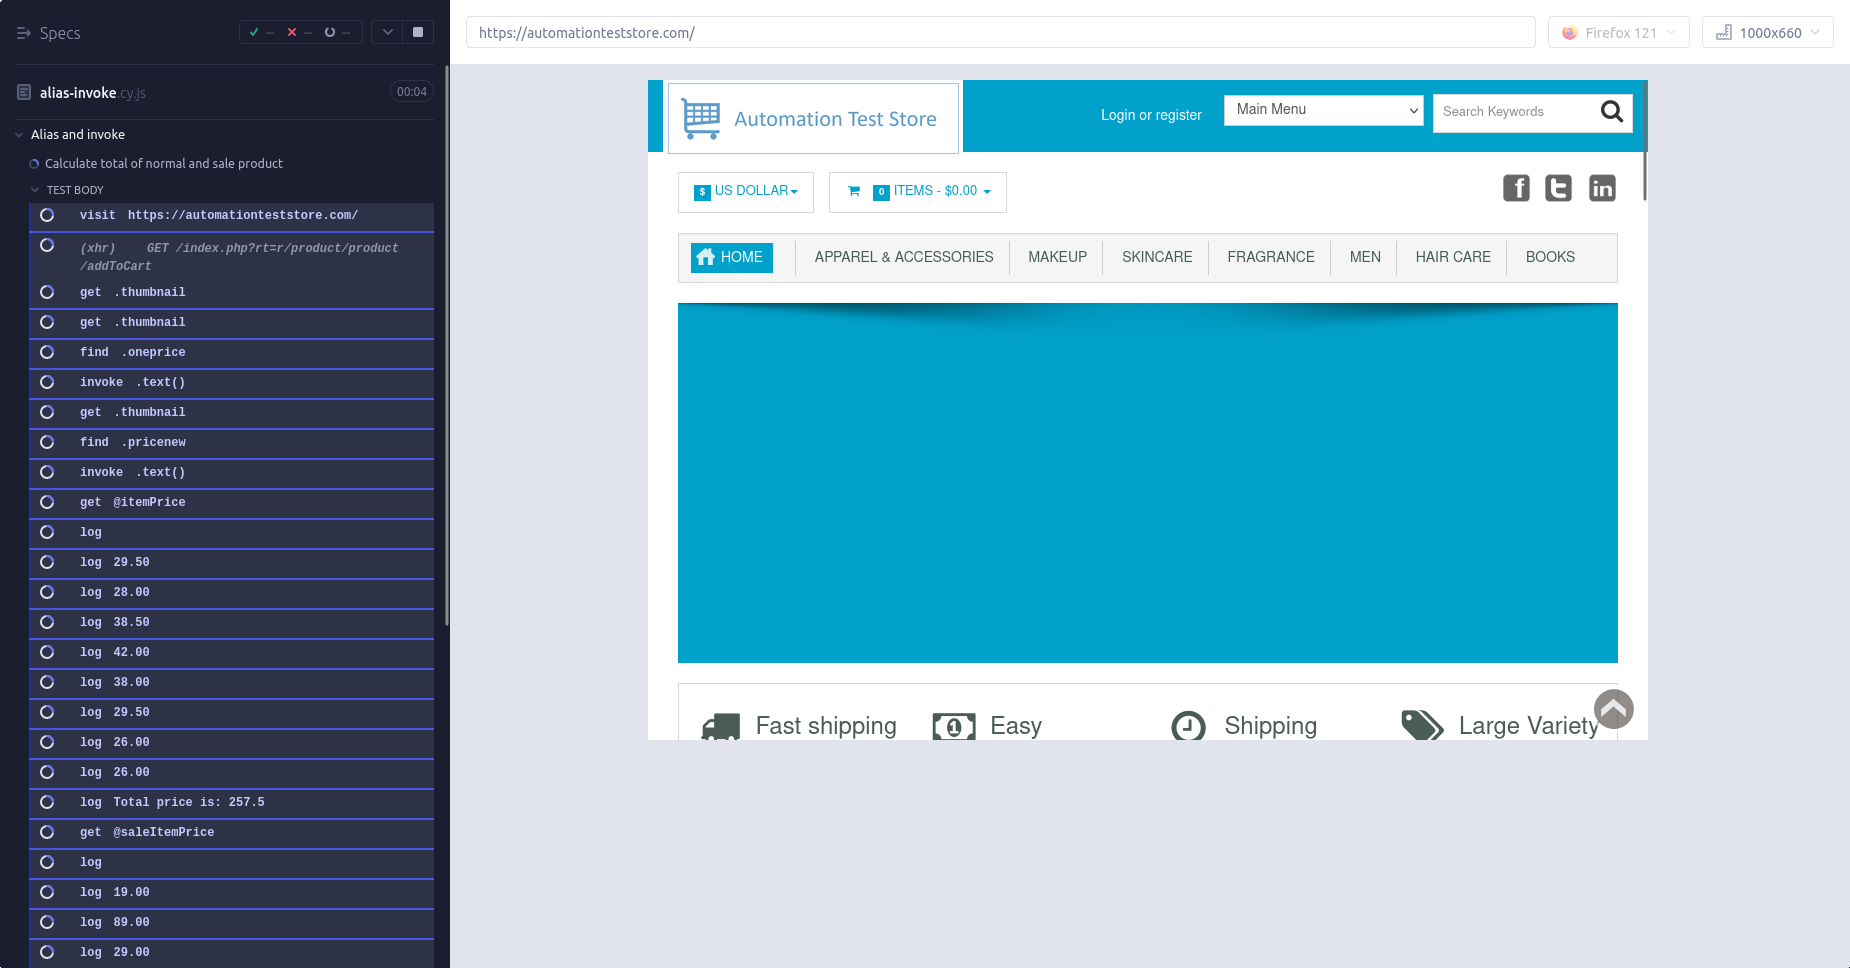 Specs
-- -- --
alias-invoke.cy.js
00:04
Alias and invoke
Calculate total of normal and sale product
TEST BODY
visit https://automationteststore.com/
(xhr) GET /index.php?rt=r/product/product
/addToCart
get .thumbnail
get .thumbnail
find .oneprice
invoke .text()
get .thumbnail
find .pricenew
invoke .text()
get @itemPrice
log
log 29.50
log 28.00
log 38.50
log 42.00
log 38.00
log 29.50
log 26.00
log 26.00
log Total price is: 257.5
get @saleItemPrice
log
log 19.00
log 89.00
log 29.00
https://automationteststore.com/
Firefox 121
1000x660
Automation Test Store
Login or register
Main Menu
Search Keywords
$ US DOLLAR
0 ITEMS - $0.00
HOME
APPAREL & ACCESSORIES
MAKEUP
SKINCARE
FRAGRANCE
MEN
HAIR CARE
BOOKS
Fast shipping
Easy
Shipping
Large Variety